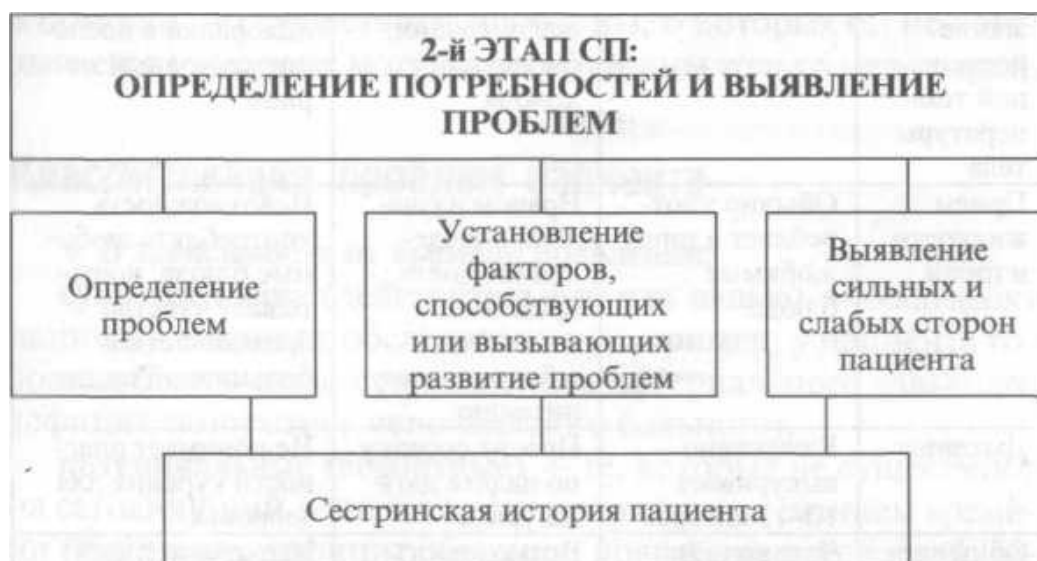 2-й ЭТАП СП:
ОПРЕДЕЛЕНИЕ ПОТРЕБНОСТЕЙ И ВЫЯВЛЕНИЕ
ПРОБЛЕМ
Определение
проблем
Установление
факторов,
способствующих
или вызывающих
развитие проблем
Выявление
сильных и
слабых сторон
пациента
Сестринская история пациента